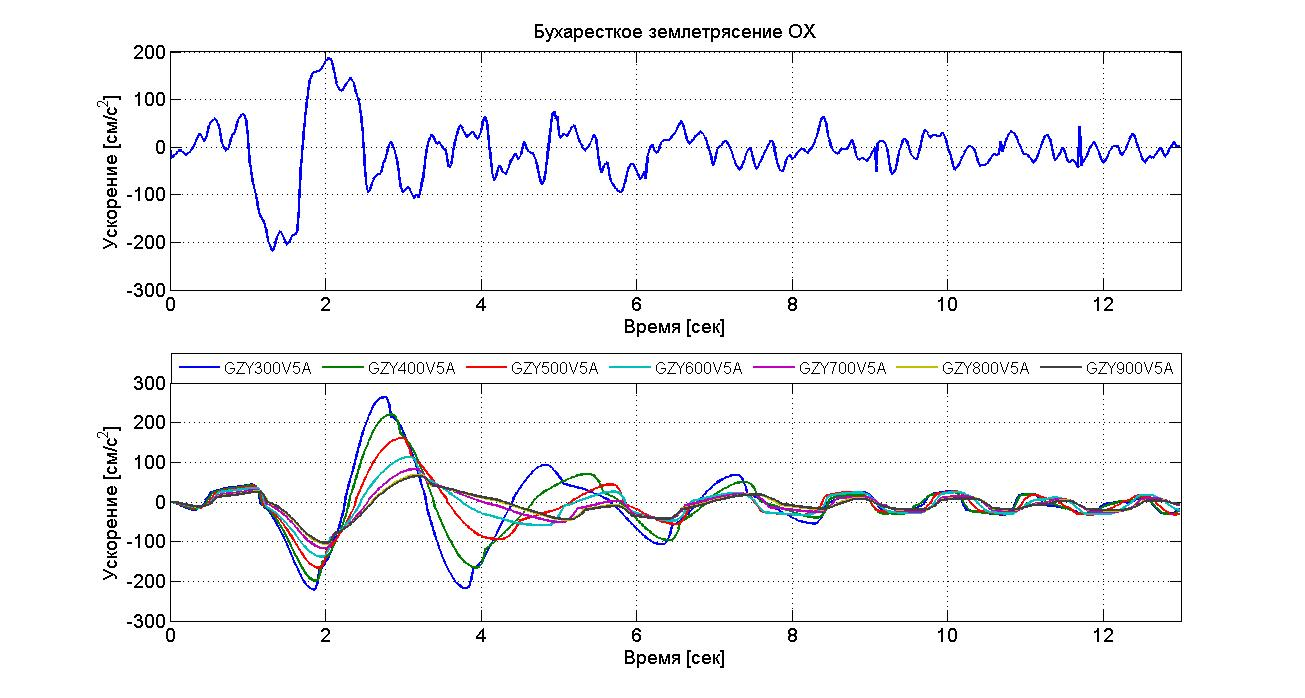 Бухаресткое землетрясение OX
200
100
0
-100
-200
-300
Ускорение [см/с²]
0 2 4 6 8 10 12
Время [сек]
GZY300V5A GZY400V5A GZY500V5A GZY600V5A GZY700V5A GZY800V5A GZY900V5A
300
200
100
0
-100
-200
-300
Ускорение [см/с²]
0 2 4 6 8 10 12
Время [сек]